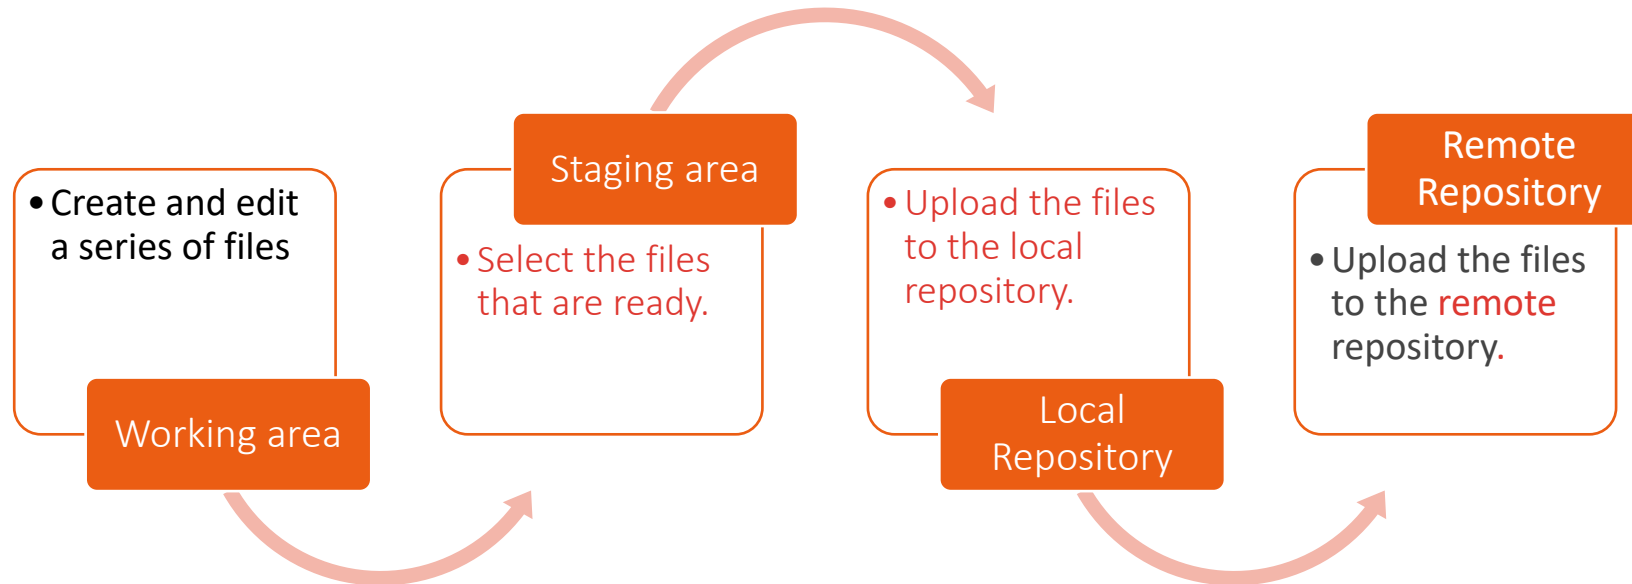 • Create and edit
a series of files
Working area
Staging area
• Select the files
that are ready.
• Upload the files
to the local
repository.
Local
Repository
Remote
Repository
• Upload the files
to the remote
repository.